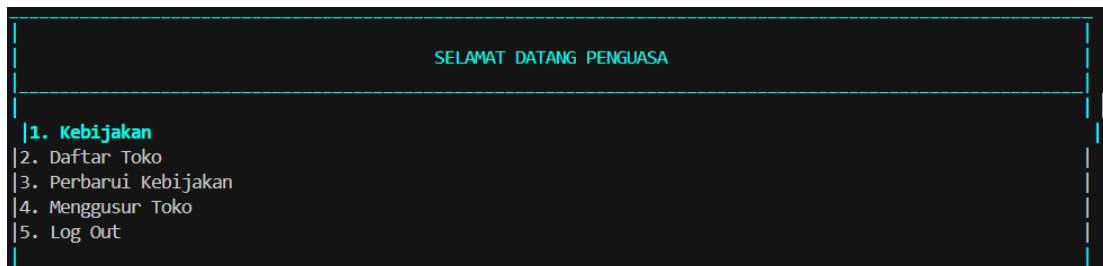 SELAMAT DATANG PENGUASA
|1. Kebijakan |
|2. Daftar Toko |
|3. Perbarui Kebijakan |
|4. Menggusur Toko |
|5. Log Out |